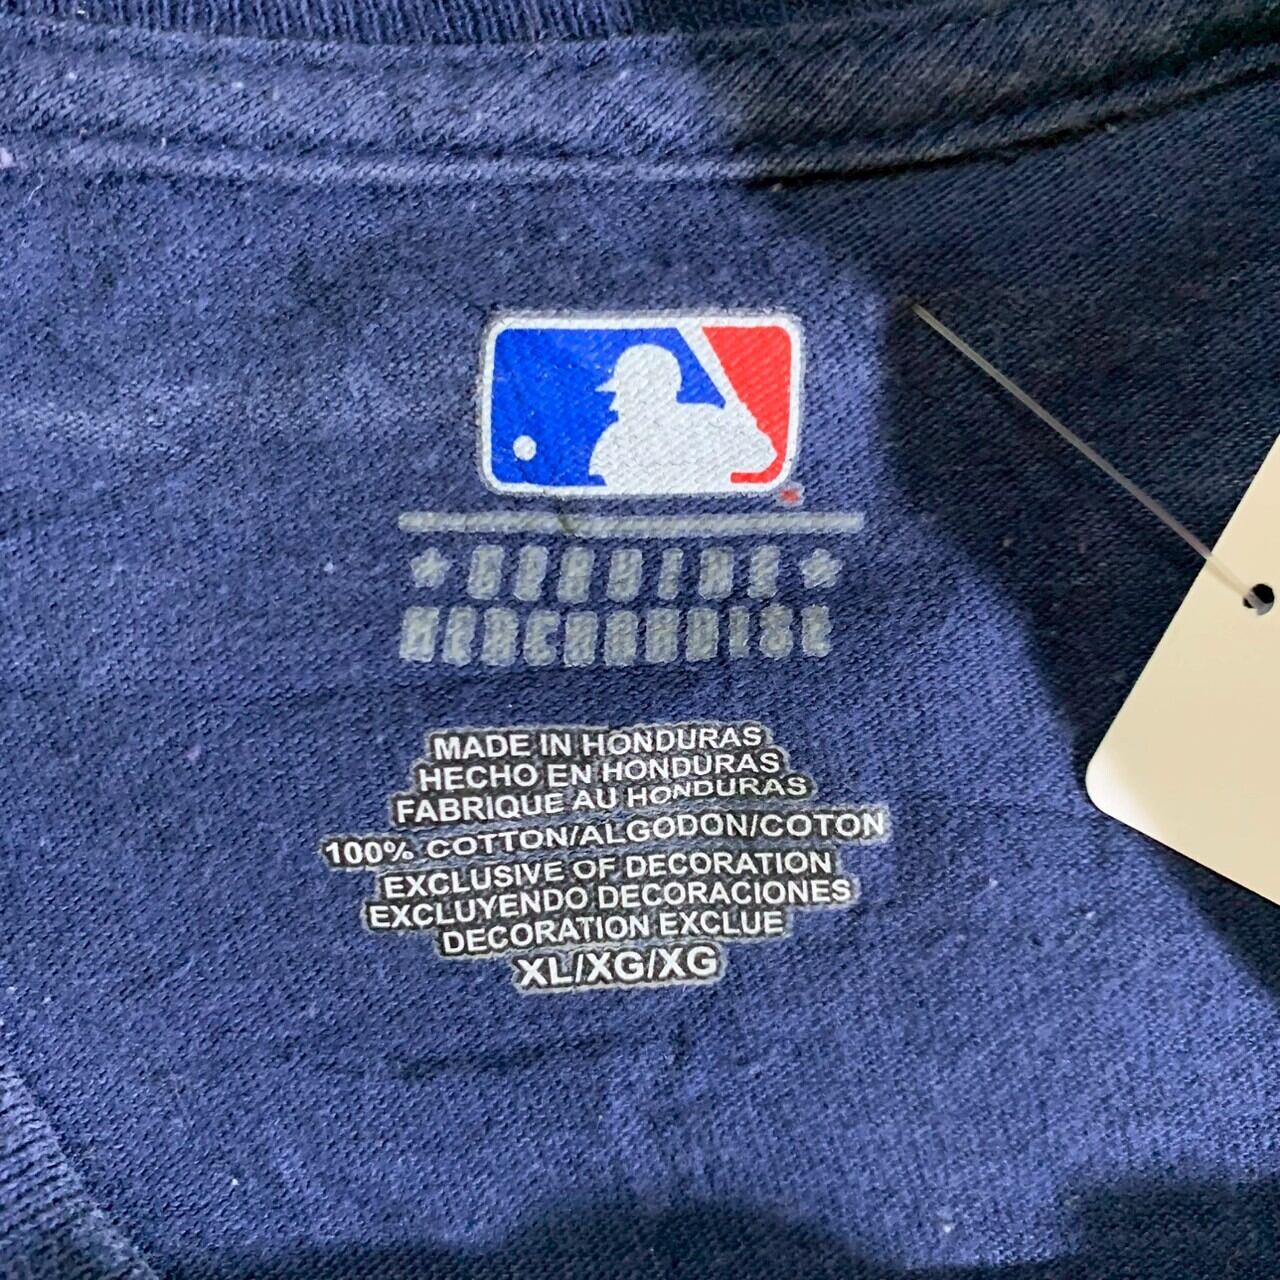 ★ GENUINE ★
MERCHANDISE
MADE IN HONDURAS
HECHO EN HONDURAS
FABRIQUE AU HONDURAS
100% COTTON/ALGODON/COTON
EXCLUSIVE OF DECORATION
EXCLUYENDO DECORACIONES
DECORATION EXCLUE
XL/XG/XG